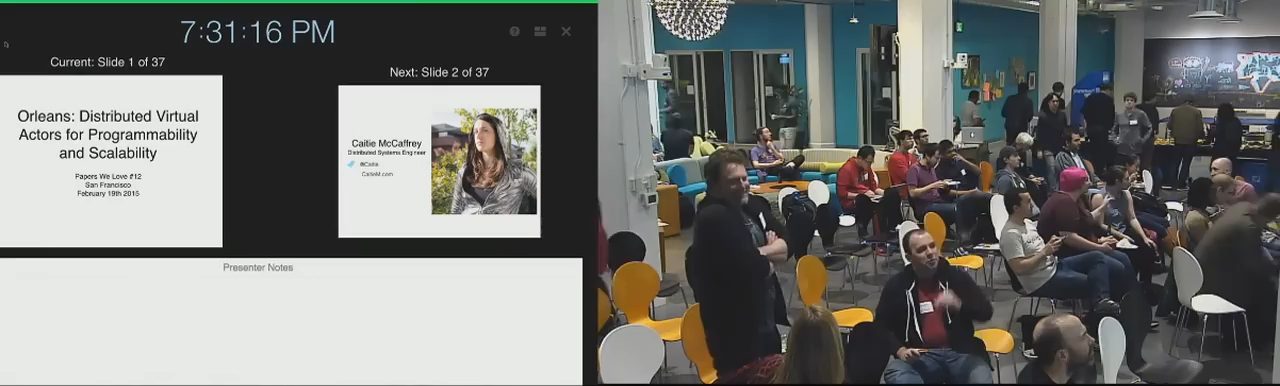 7:31:16 PM
Current: Slide 1 of 37
Next: Slide 2 of 37
Orleans: Distributed Virtual
Actors for Programmability
and Scalability
Papers We Love #12
San Francisco
February 19th 2015
Caitie McCaffrey
Distributed Systems Engineer
@Caitie
CaitieM.com
Presenter Notes